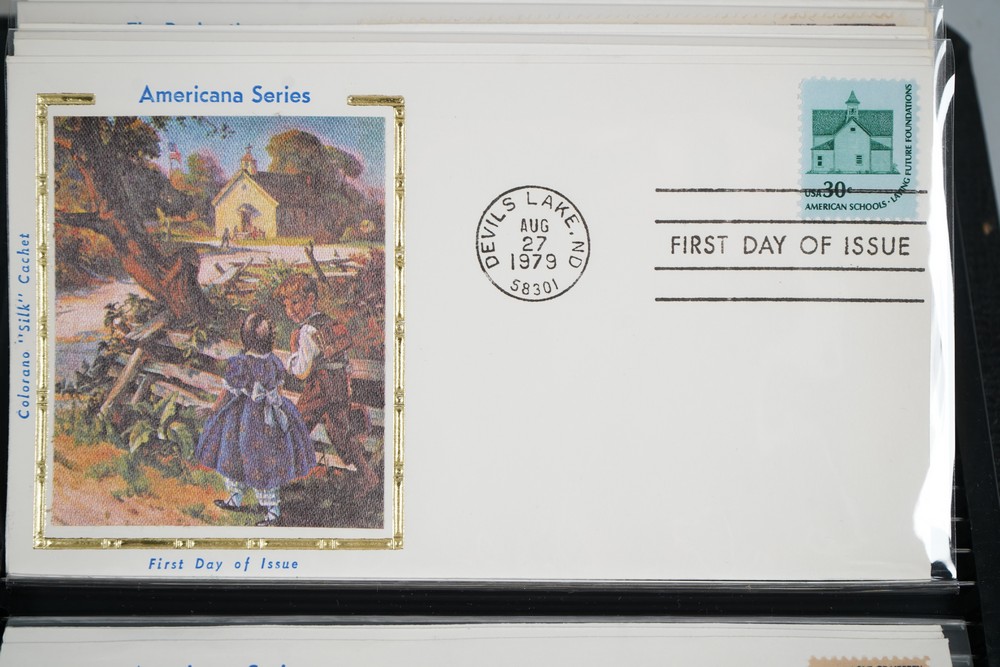 Americana Series
Colorano "Silk" Cachet
First Day of Issue
DEVILS LAKE, ND
AUG
27
1979
58301
USA 30c
AMERICAN SCHOOLS · LAYING FUTURE FOUNDATIONS
FIRST DAY OF ISSUE